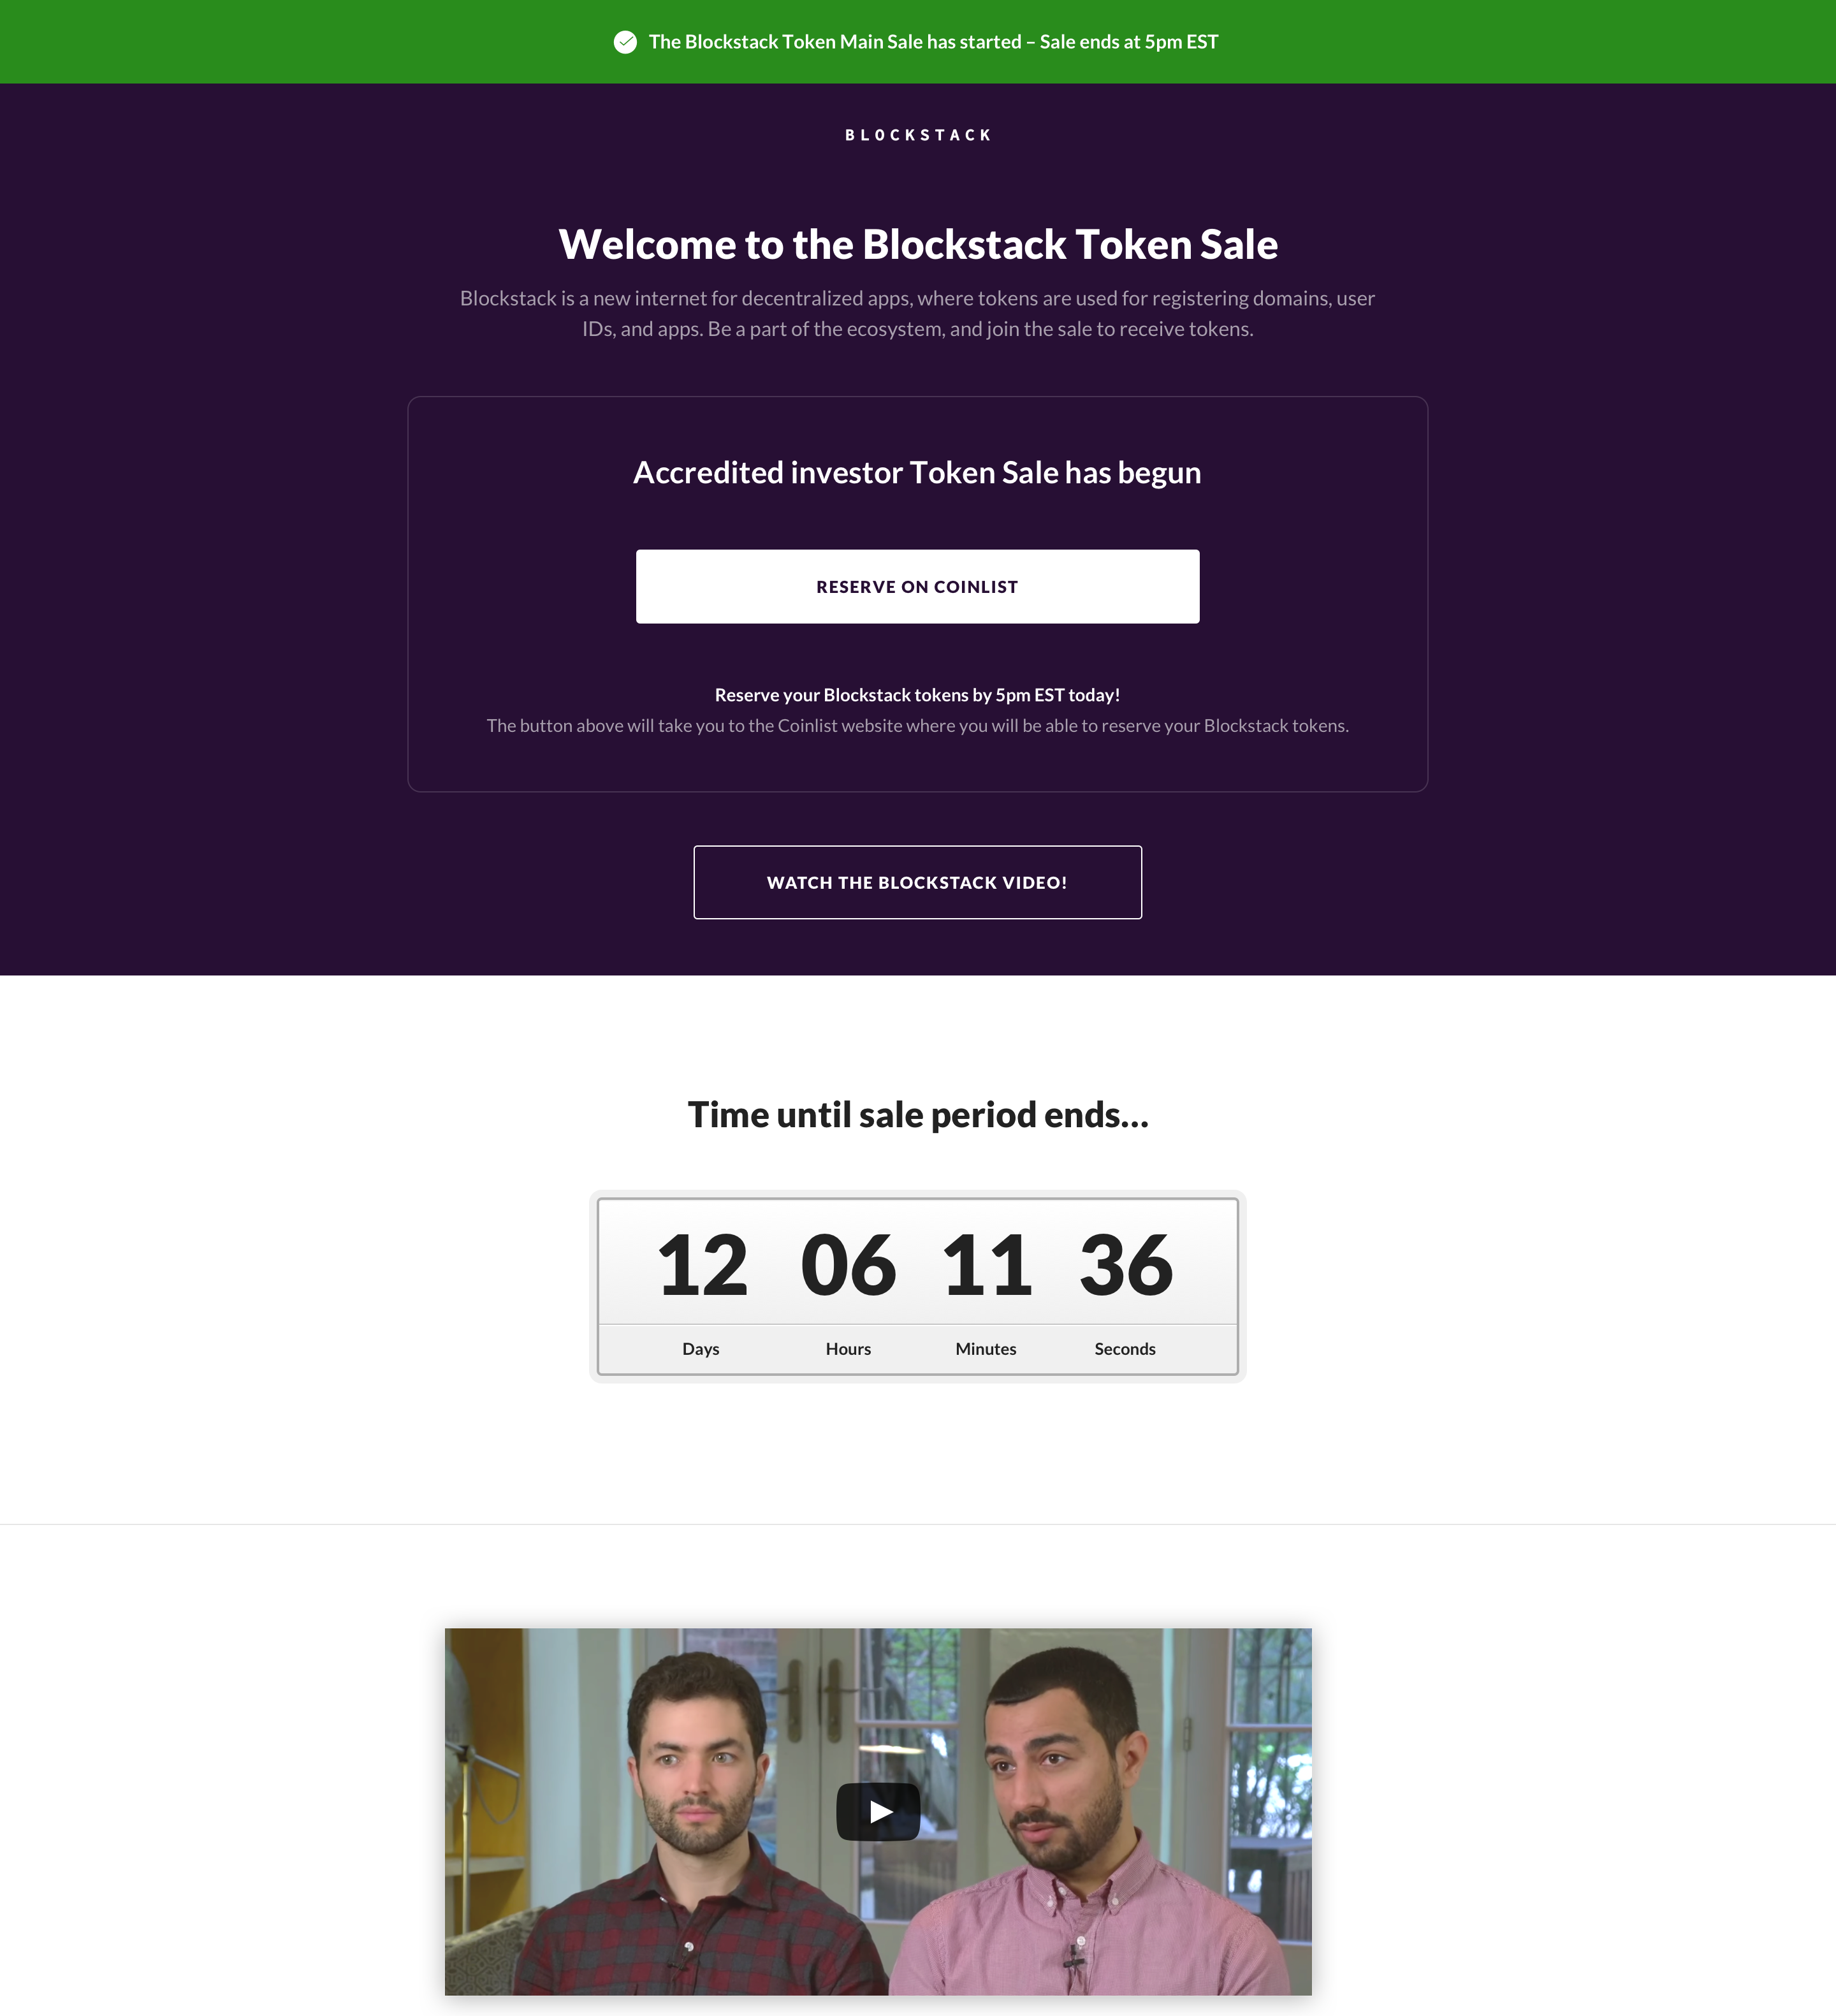 The Blockstack Token Main Sale has started – Sale ends at 5pm EST
BLOCKSTACK
Welcome to the Blockstack Token Sale
Blockstack is a new internet for decentralized apps, where tokens are used for registering domains, user
IDs, and apps. Be a part of the ecosystem, and join the sale to receive tokens.
Accredited investor Token Sale has begun
RESERVE ON COINLIST
Reserve your Blockstack tokens by 5pm EST today!
The button above will take you to the Coinlist website where you will be able to reserve your Blockstack tokens.
WATCH THE BLOCKSTACK VIDEO!
Time until sale period ends...
12 06 11 36
Days Hours Minutes Seconds